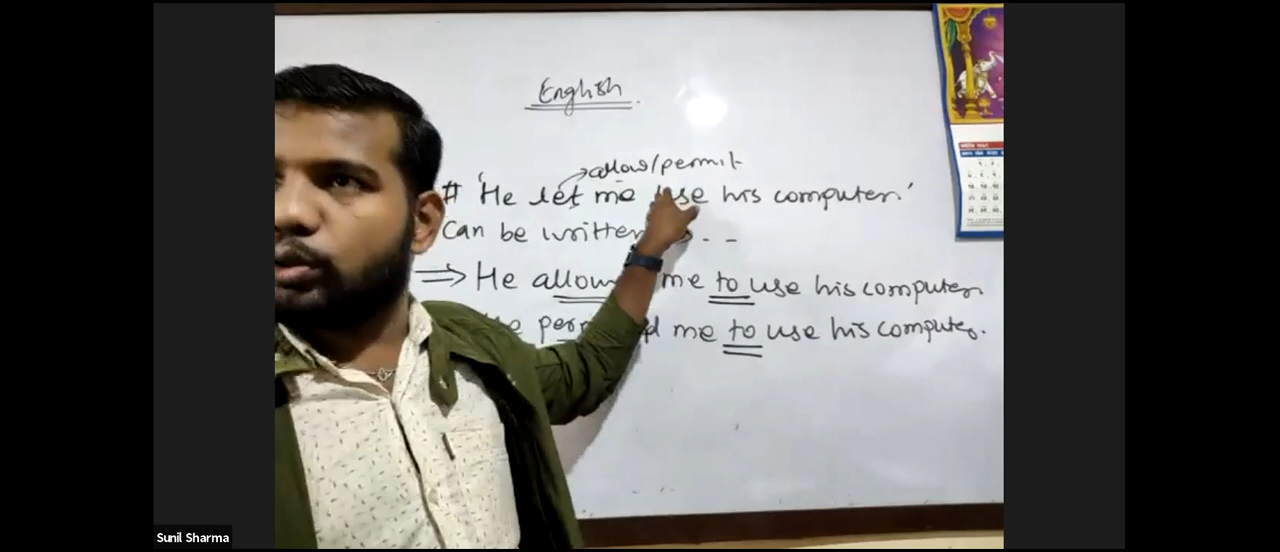 English.
allow/permit
# 'He let me use his computer.'
Can be written - -
⇒ He allow me to use his computer
me to use his computer.
Sunil Sharma